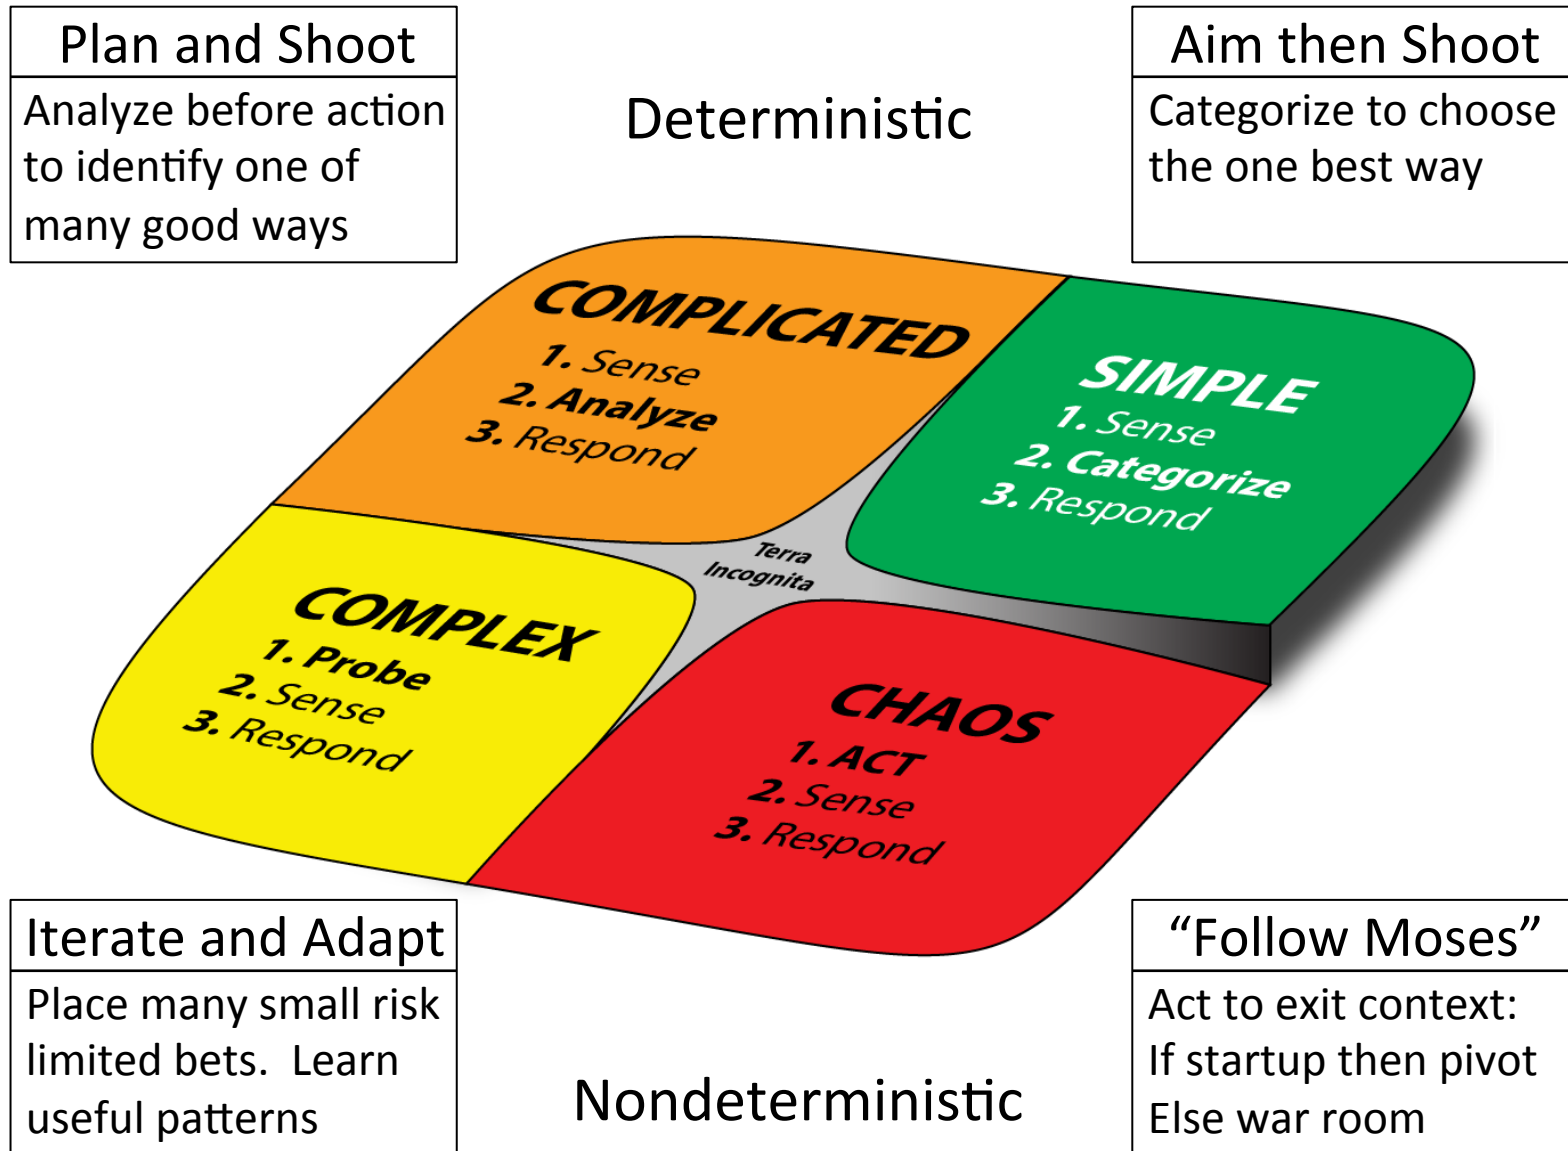 Plan and Shoot
Analyze before action
to identify one of
many good ways
Deterministic
Aim then Shoot
Categorize to choose
the one best way
COMPLICATED
1. Sense
2. Analyze
3. Respond
SIMPLE
1. Sense
2. Categorize
3. Respond
Terra
Incognita
COMPLEX
1. Probe
2. Sense
3. Respond
CHAOS
1. ACT
2. Sense
3. Respond
Iterate and Adapt
Place many small risk
limited bets.  Learn
useful patterns
Nondeterministic
“Follow Moses”
Act to exit context:
If startup then pivot
Else war room